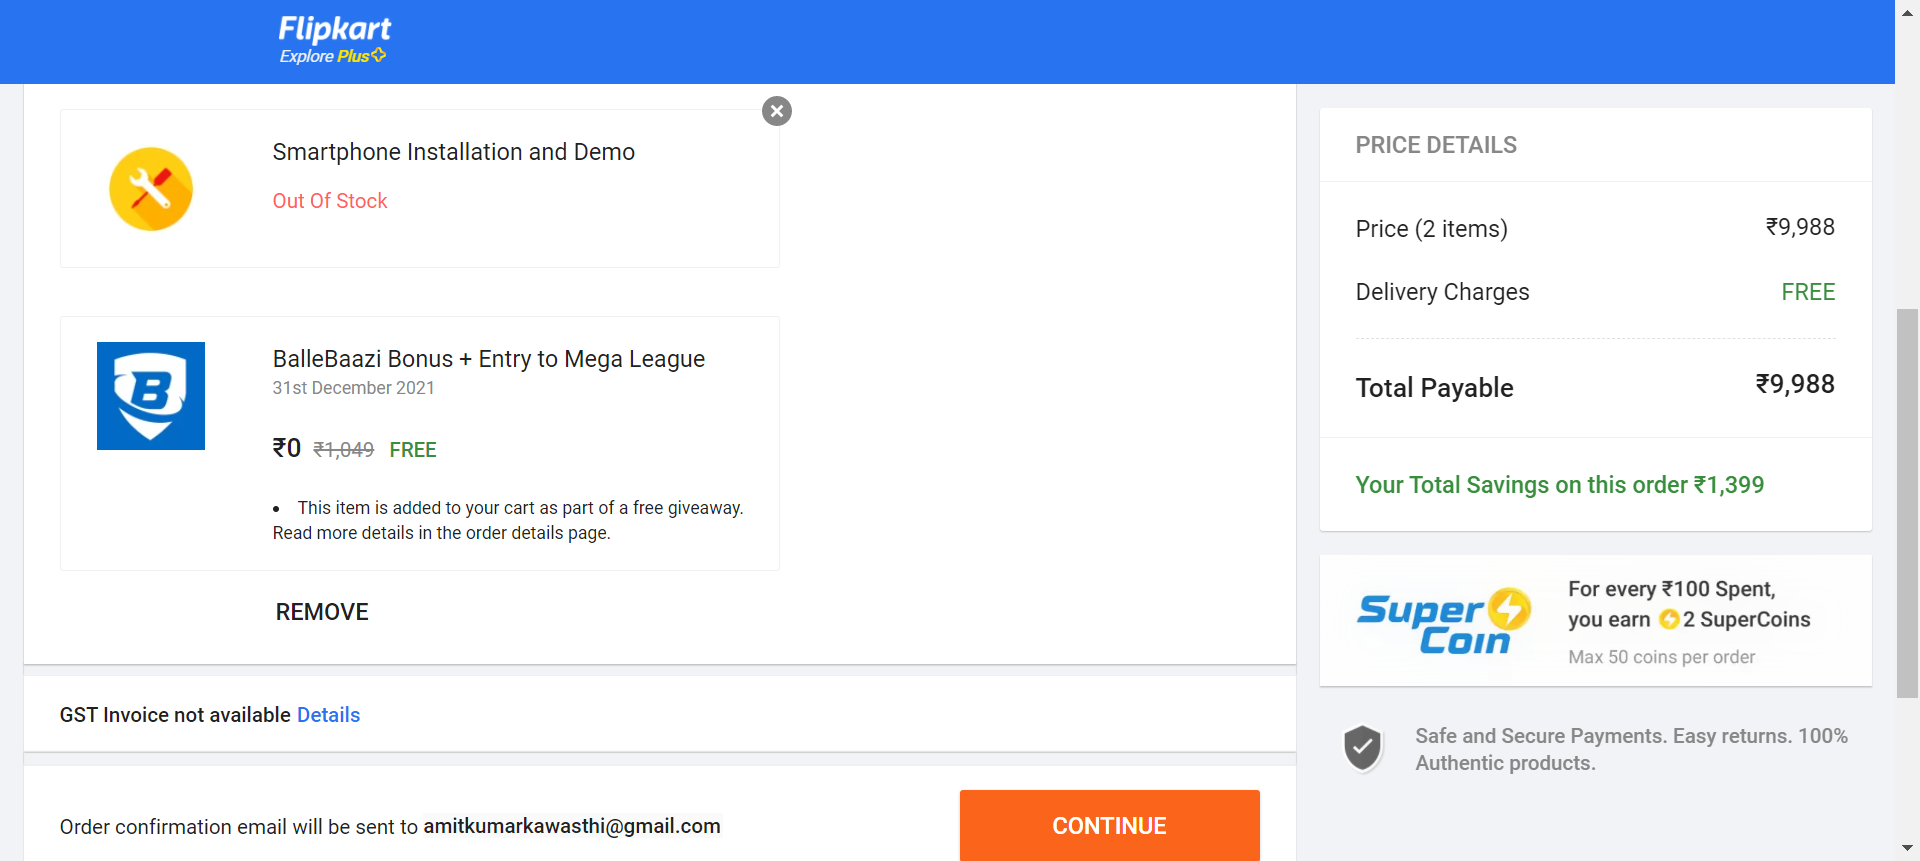 Flipkart
Explore Plus
Smartphone Installation and Demo
Out Of Stock
BalleBaazi Bonus + Entry to Mega League
31st December 2021
₹0 ₹1,049 FREE
• This item is added to your cart as part of a free giveaway.
Read more details in the order details page.
REMOVE
GST Invoice not available Details
Order confirmation email will be sent to amitkumarkawasthi@gmail.com
CONTINUE
PRICE DETAILS
Price (2 items) ₹9,988
Delivery Charges FREE
Total Payable ₹9,988
Your Total Savings on this order ₹1,399
Super Coin
For every ₹100 Spent,
you earn 2 SuperCoins
Max 50 coins per order
Safe and Secure Payments. Easy returns. 100%
Authentic products.